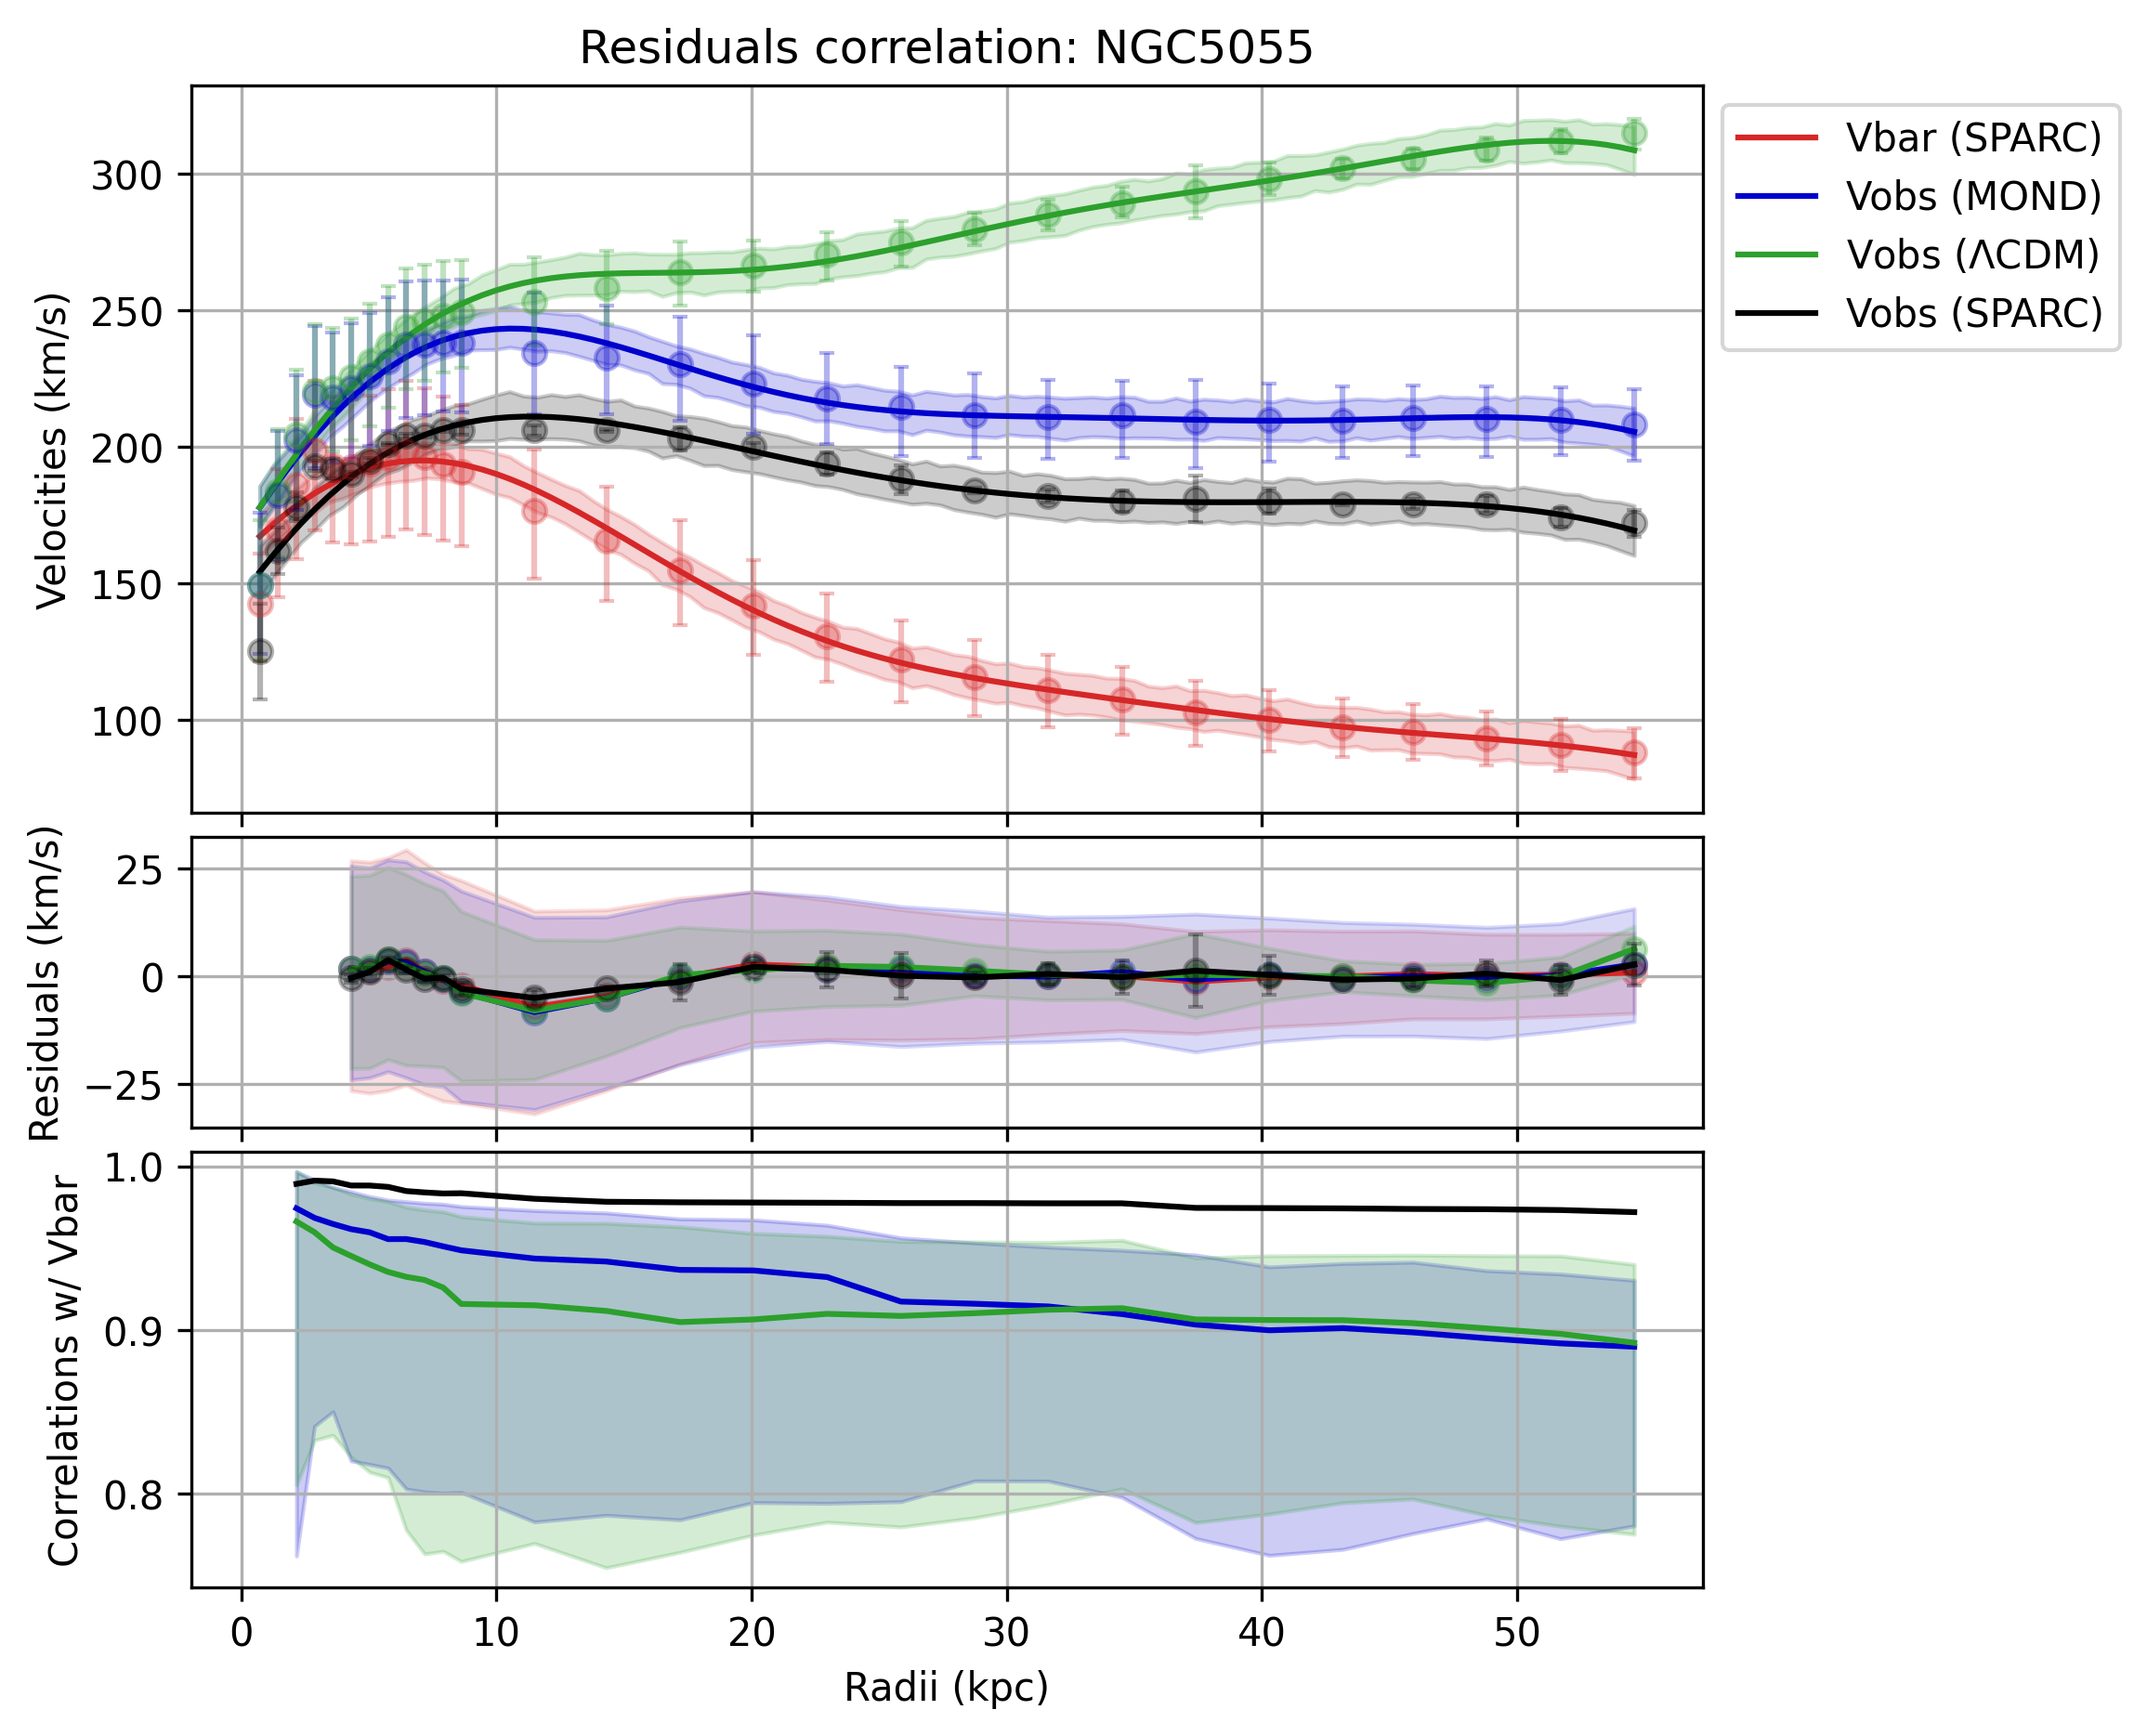 Residuals correlation: NGC5055
Velocities (km/s)
300
250
200
150
100
Vbar (SPARC)
Vobs (MOND)
Vobs (ΛCDM)
Vobs (SPARC)
Residuals (km/s)
25
0
−25
Correlations w/ Vbar
1.0
0.9
0.8
0 10 20 30 40 50
Radii (kpc)